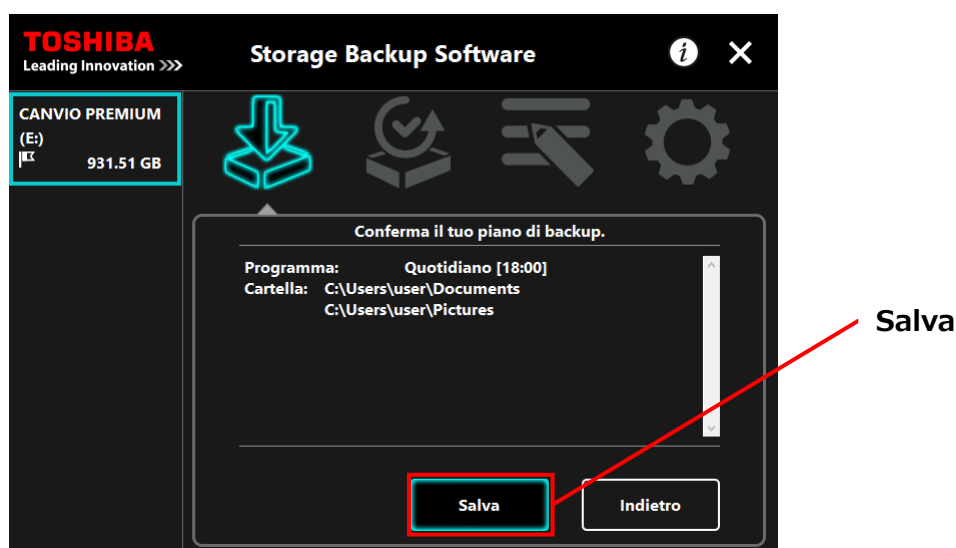 TOSHIBA
Leading Innovation >>>
Storage Backup Software
i
CANVIO PREMIUM
(E:)
931.51 GB
Conferma il tuo piano di backup.
Programma: Quotidiano [18:00]
Cartella: C:\Users\user\Documents
C:\Users\user\Pictures
Salva
Salva
Indietro